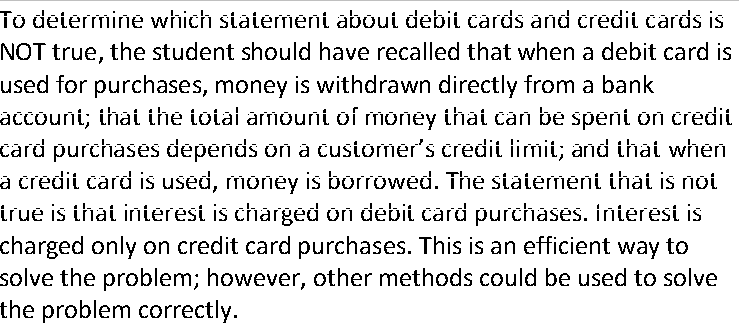 To determine which statement about debit cards and credit cards is
NOT true, the student should have recalled that when a debit card is
used for purchases, money is withdrawn directly from a bank
account; that the total amount of money that can be spent on credit
card purchases depends on a customer’s credit limit; and that when
a credit card is used, money is borrowed. The statement that is not
true is that interest is charged on debit card purchases. Interest is
charged only on credit card purchases. This is an efficient way to
solve the problem; however, other methods could be used to solve
the problem correctly.